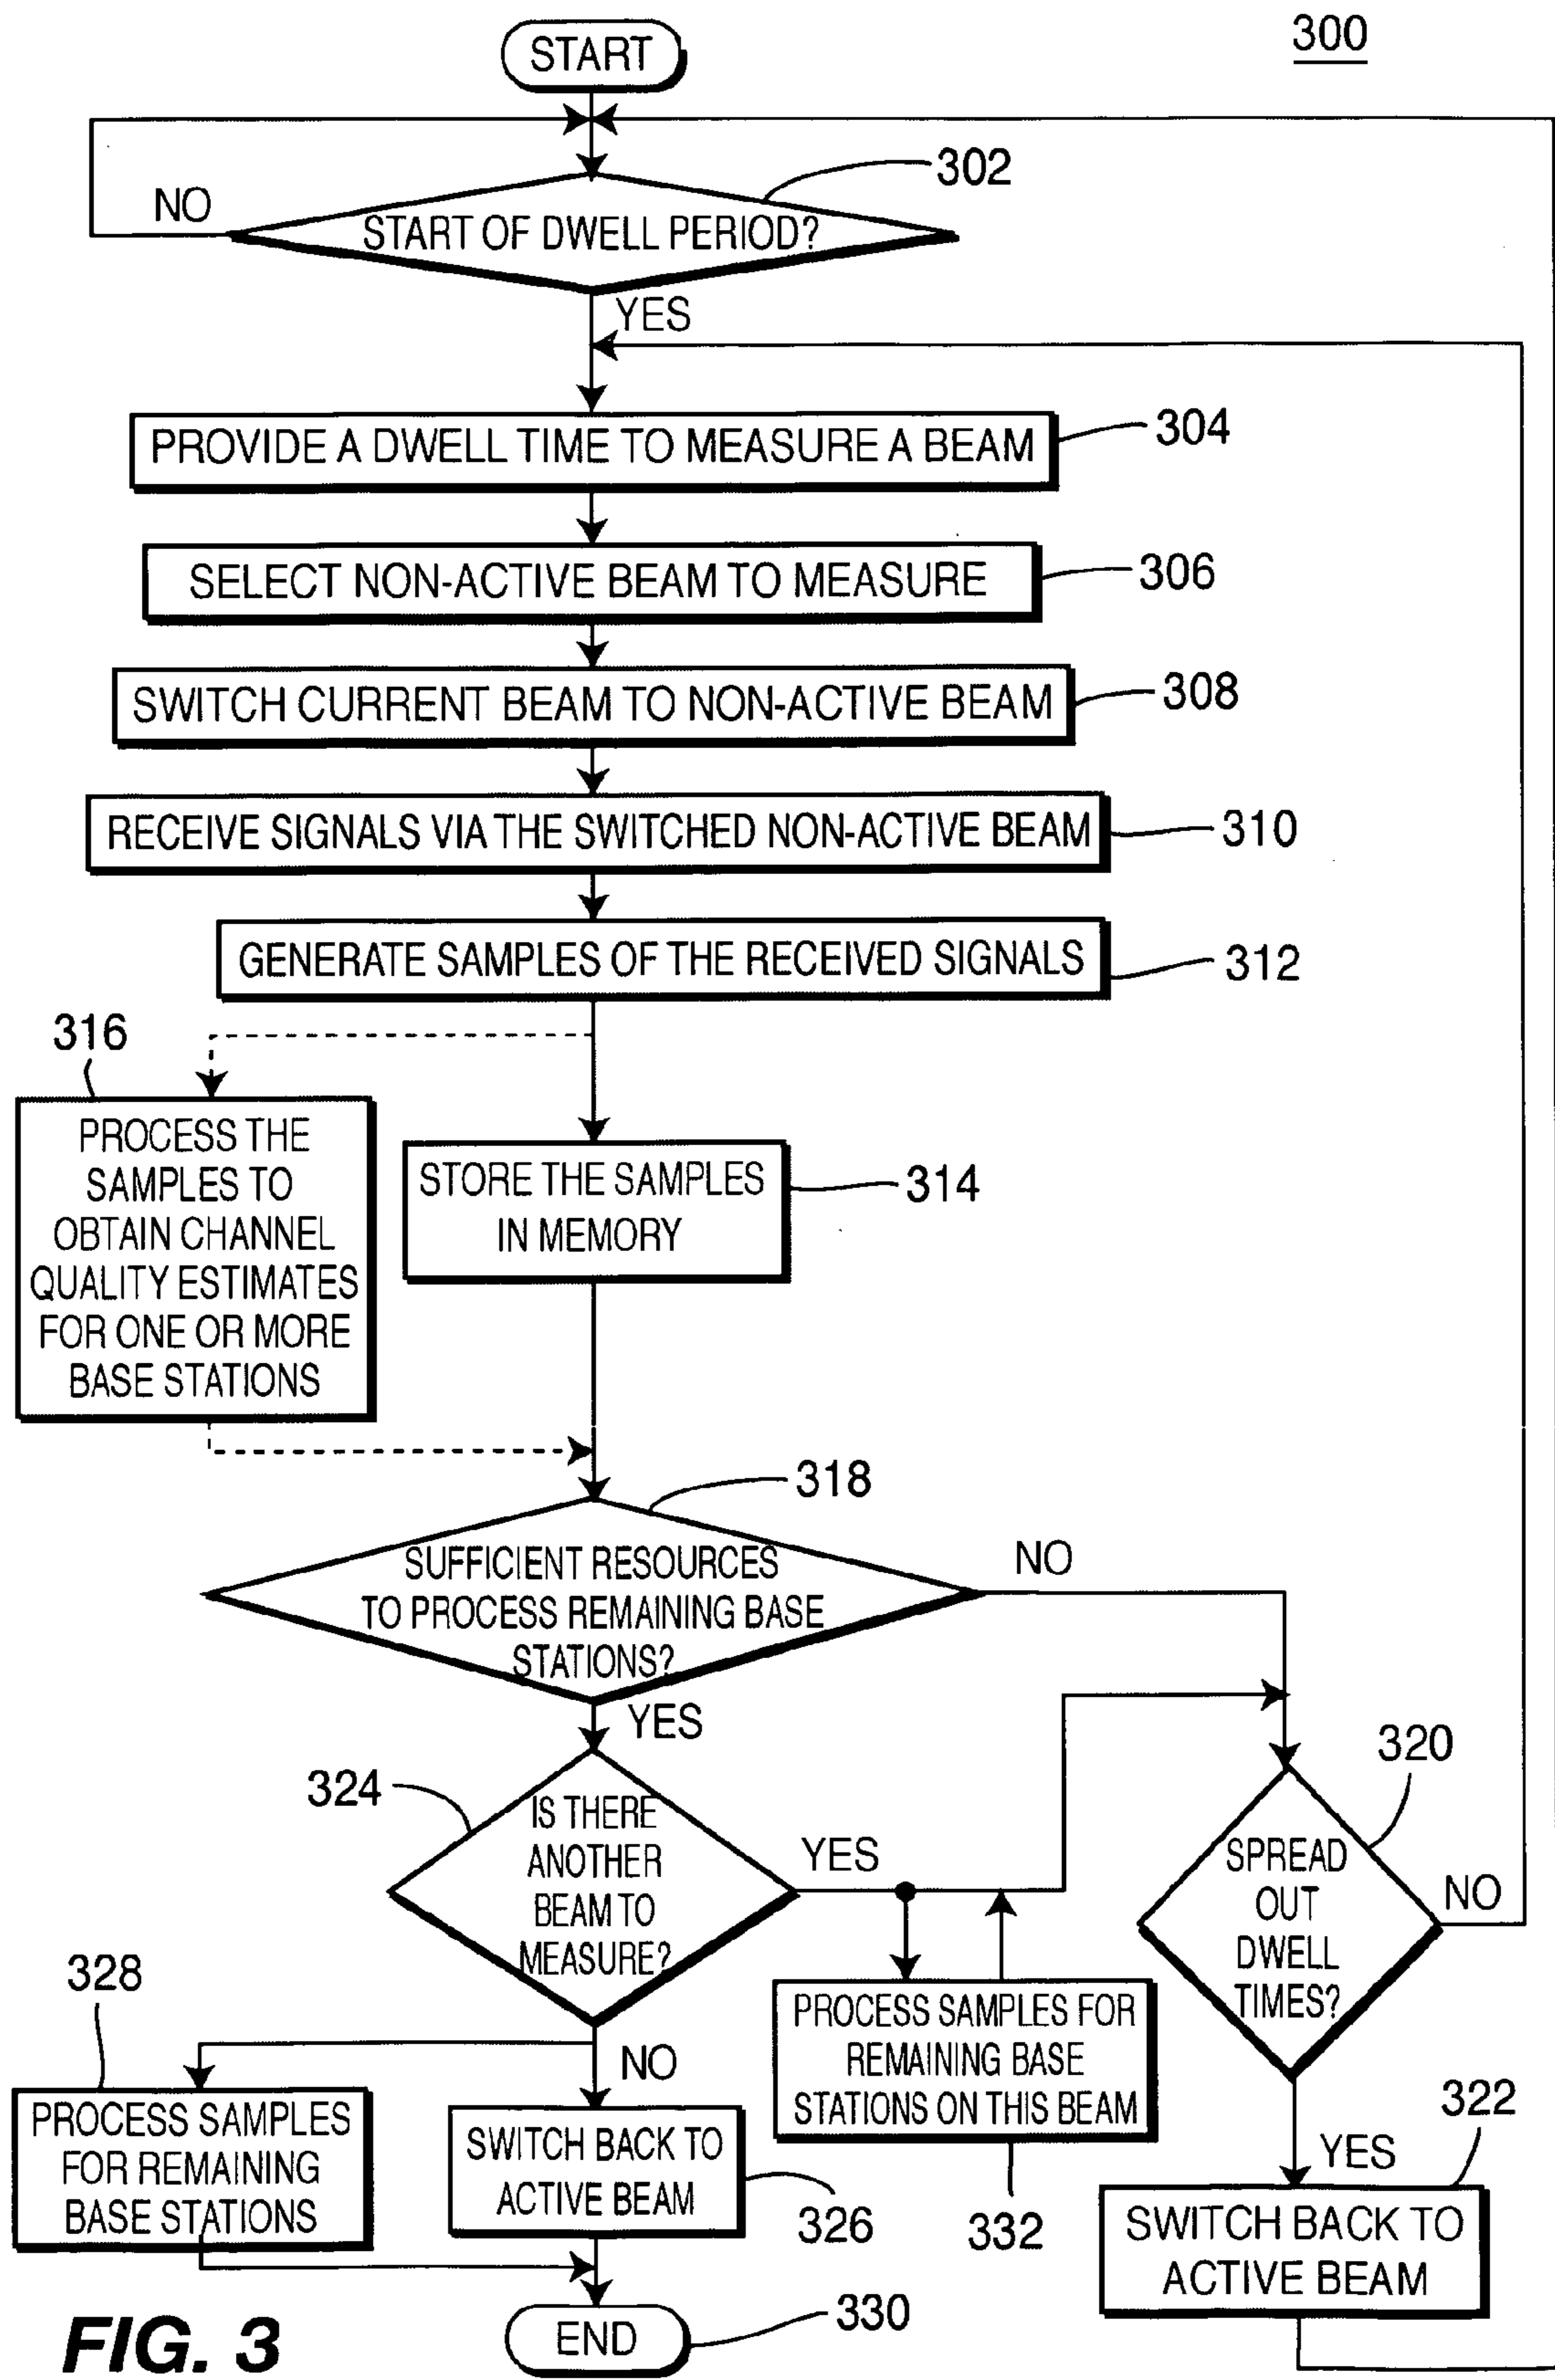 START
300
302
NO
START OF DWELL PERIOD?
YES
PROVIDE A DWELL TIME TO MEASURE A BEAM
304
SELECT NON-ACTIVE BEAM TO MEASURE
306
SWITCH CURRENT BEAM TO NON-ACTIVE BEAM
308
RECEIVE SIGNALS VIA THE SWITCHED NON-ACTIVE BEAM
310
GENERATE SAMPLES OF THE RECEIVED SIGNALS
312
316
PROCESS THE
SAMPLES TO
OBTAIN CHANNEL
QUALITY ESTIMATES
FOR ONE OR MORE
BASE STATIONS
STORE THE SAMPLES
IN MEMORY
314
318
SUFFICIENT RESOURCES
TO PROCESS REMAINING BASE
STATIONS?
NO
YES
324
IS THERE
ANOTHER
BEAM TO
MEASURE?
YES
320
SPREAD
OUT
DWELL
TIMES?
NO
328
NO
PROCESS SAMPLES FOR
REMAINING BASE
STATIONS ON THIS BEAM
332
YES
322
PROCESS SAMPLES
FOR REMAINING
BASE STATIONS
SWITCH BACK TO
ACTIVE BEAM
326
SWITCH BACK TO
ACTIVE BEAM
END
330
FIG. 3